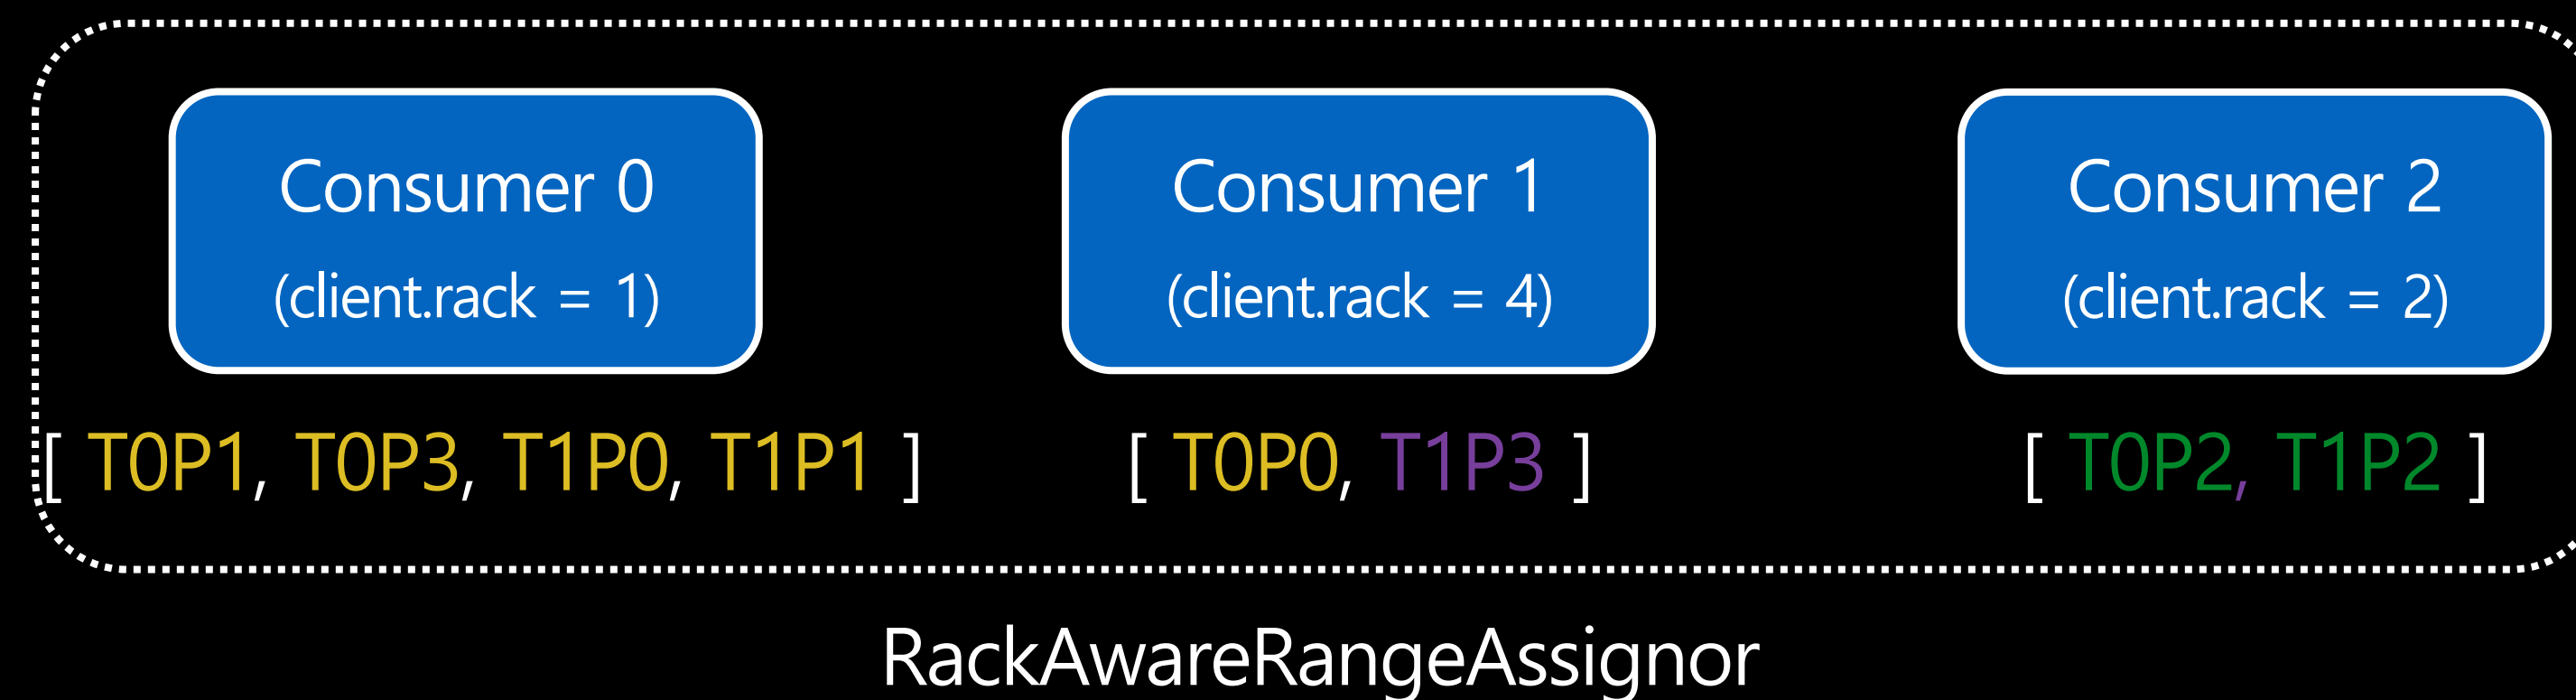 Consumer 0
(client.rack = 1)
[ T0P1, T0P3, T1P0, T1P1 ]
Consumer 1
(client.rack = 4)
[ T0P0, T1P3 ]
Consumer 2
(client.rack = 2)
[ T0P2, T1P2 ]
RackAwareRangeAssignor